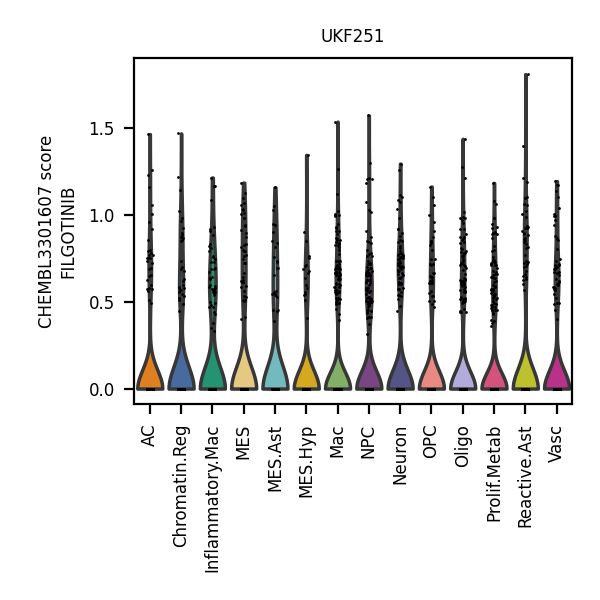 UKF251
CHEMBL3301607 score
FILGOTINIB
1.5
1.0
0.5
0.0
AC
Chromatin.Reg
Inflammatory.Mac
MES
MES.Ast
MES.Hyp
Mac
NPC
Neuron
OPC
Oligo
Prolif.Metab
Reactive.Ast
Vasc